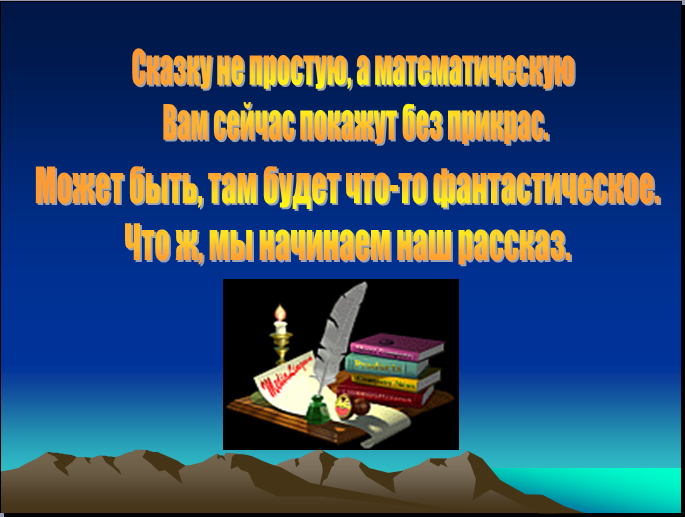 Сказку не простую, а математическую
Вам сейчас покажут без прикрас.
Может быть, там будет что-то фантастическое.
Что ж, мы начинаем наш рассказ.
Products